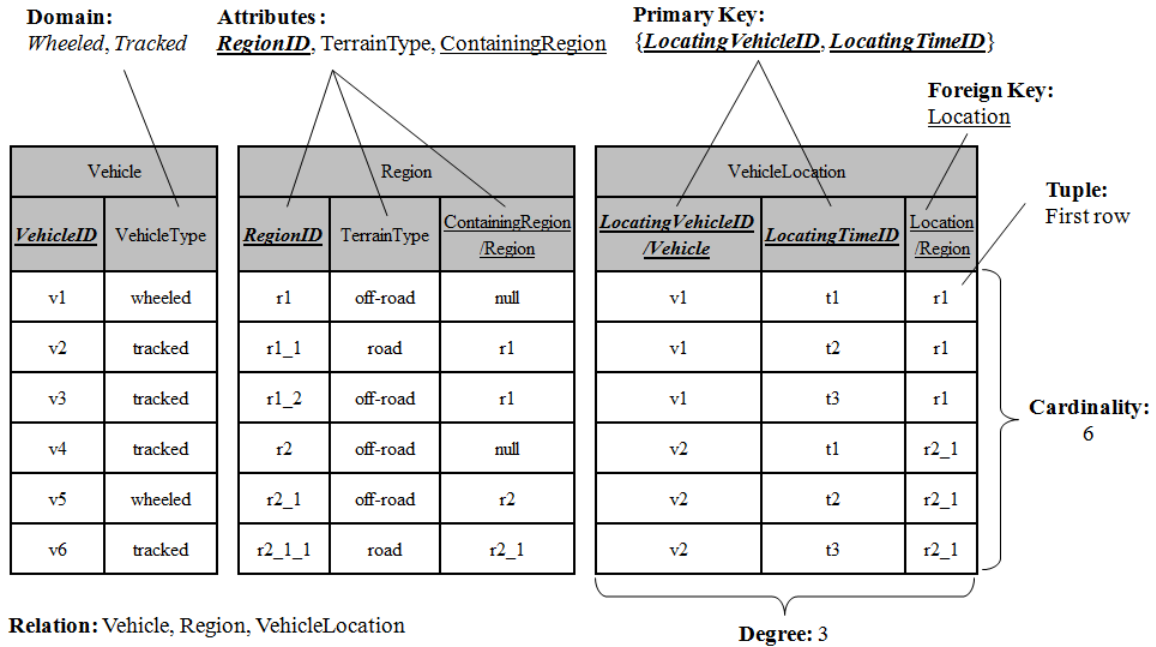 Domain:
Wheeled, Tracked
Attributes :
RegionID, TerrainType, ContainingRegion
Primary Key:
{LocatingVehicleID, LocatingTimeID}
Foreign Key:
Location
Tuple:
First row
Vehicle
VehicleID VehicleType
v1 wheeled
v2 tracked
v3 tracked
v4 tracked
v5 wheeled
v6 tracked
Region
RegionID TerrainType ContainingRegion
/Region
r1 off-road null
r1_1 road r1
r1_2 off-road r1
r2 off-road null
r2_1 off-road r2
r2_1_1 road r2_1
VehicleLocation
LocatingVehicleID LocatingTimeID Location
/Vehicle /Region
v1 t1 r1
v1 t2 r1
v1 t3 r1
v2 t1 r2_1
v2 t2 r2_1
v2 t3 r2_1
Cardinality:
6
Relation: Vehicle, Region, VehicleLocation
Degree: 3